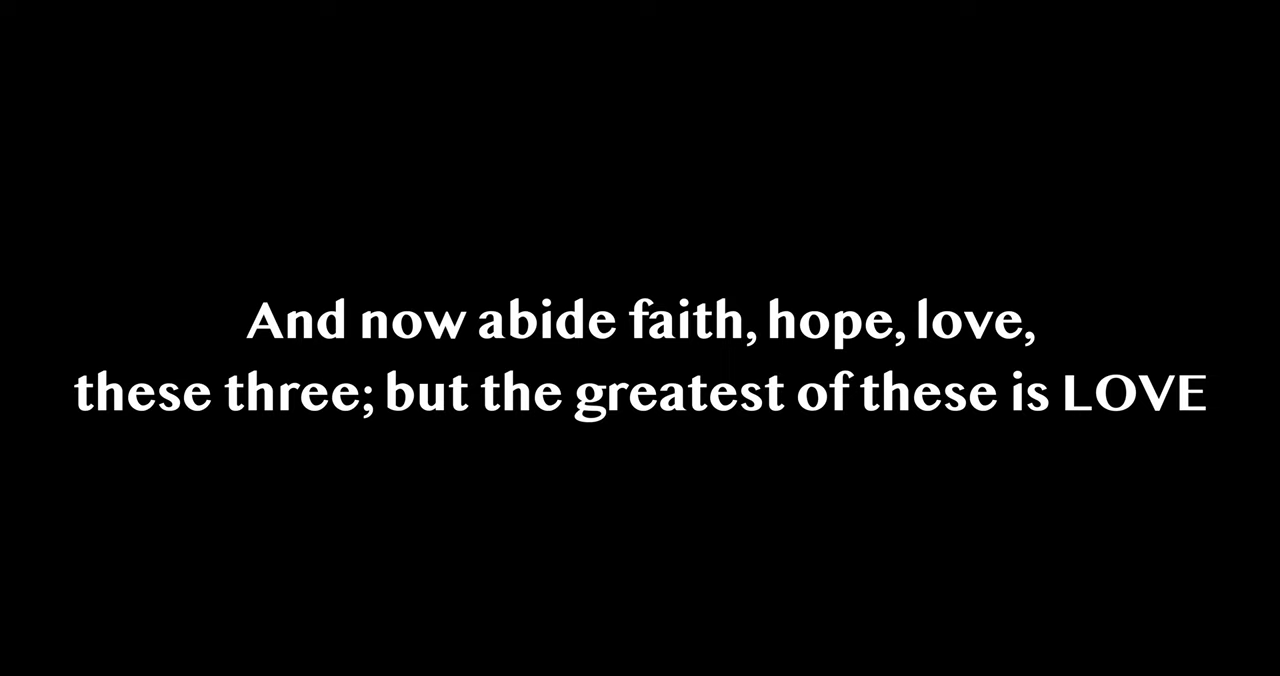 And now abide faith, hope, love,
these three; but the greatest of these is LOVE